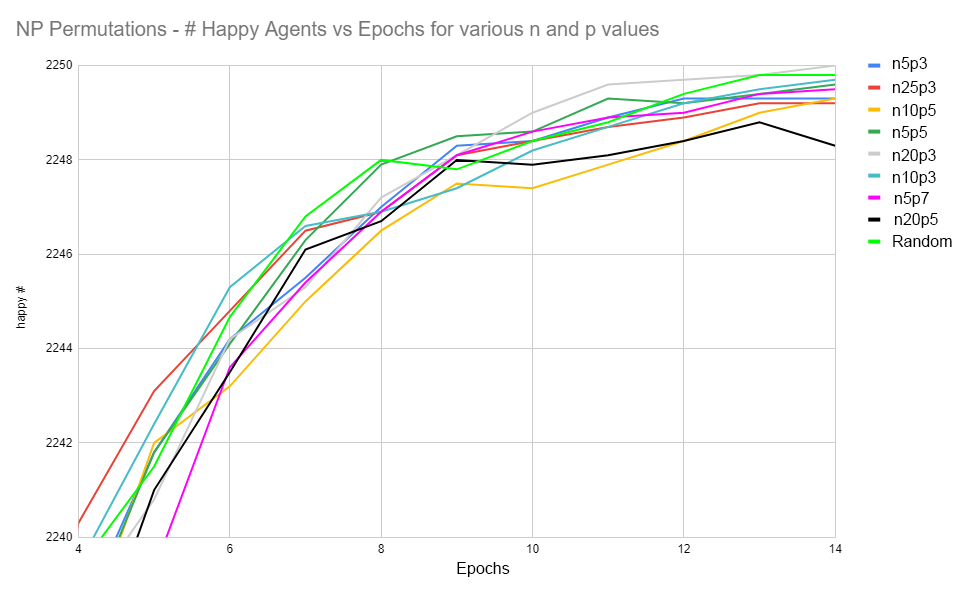 NP Permutations - # Happy Agents vs Epochs for various n and p values
2250
2248
2246
2244
2242
2240
happy #
4 6 8 10 12 14
Epochs
n5p3
n25p3
n10p5
n5p5
n20p3
n10p3
n5p7
n20p5
Random